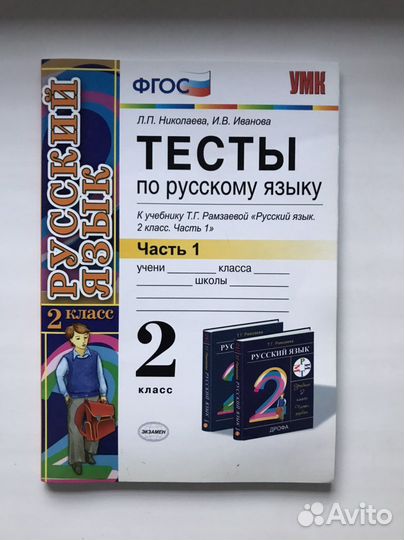 ФГОС
УМК
Л.П. Николаева, И.В. Иванова
ТЕСТЫ
по русскому языку
К учебнику Т.Г. Рамзаевой «Русский язык.
2 класс. Часть 1»
Часть 1
учени класса
школы
РУССКИЙ
ЯЗЫК
2 КЛАСС
2
класс
ЭКЗАМЕН
Т.Г. Рамзаева
РУССКИЙ ЯЗЫК
2
ДРОФА
Avito